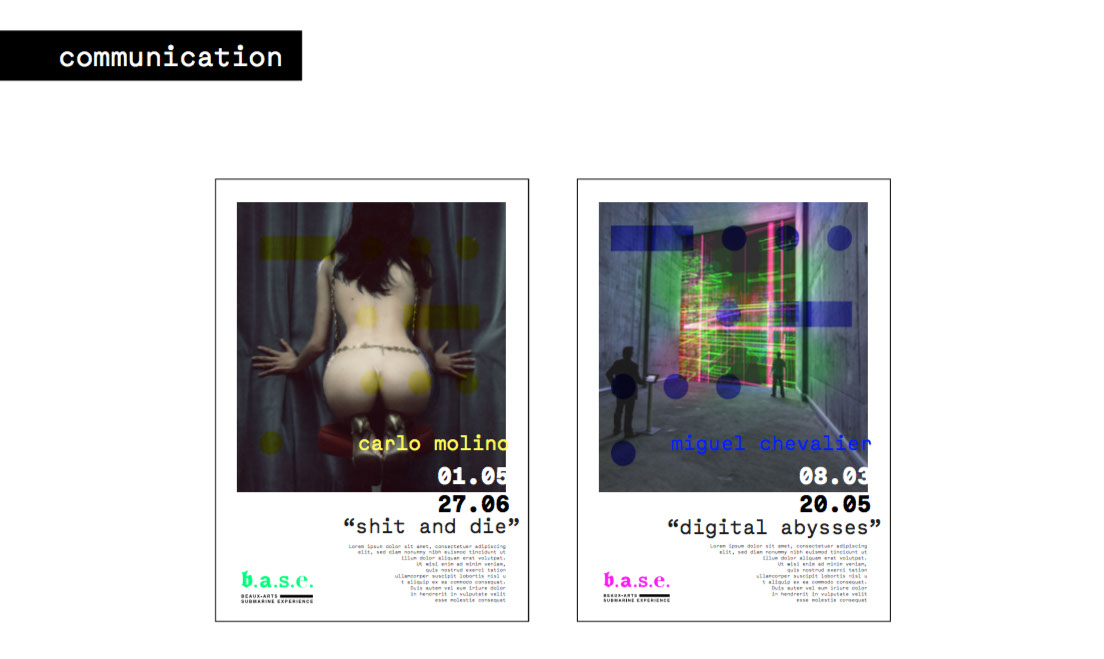 communication
carlo molino
01.05
27.06
“shit and die”
Lorem ipsum dolor sit amet, consectetuer adipiscing
elit, sed diam nonummy nibh euismod tincidunt ut
illum dolor aliquam erat volutpat.
Ut wisi enim ad minim veniam,
quis nostrud exerci tation
ullamcorper suscipit lobortis nisl u
t aliquip ex ea commodo consequat.
Duis autem vel eum iriure dolor
in hendrerit in vulputate velit
esse molestie consequat
b.a.s.e.
BEAUX-ARTS
SUBMARINE EXPERIENCE
miguel chevalier
08.03
20.05
“digital abysses”
Lorem ipsum dolor sit amet, consectetuer adipiscing
elit, sed diam nonummy nibh euismod tincidunt ut
illum dolor aliquam erat volutpat.
Ut wisi enim ad minim veniam,
quis nostrud exerci tation
ullamcorper suscipit lobortis nisl u
t aliquip ex ea commodo consequat.
Duis autem vel eum iriure dolor
in hendrerit in vulputate velit
esse molestie consequat
b.a.s.e.
BEAUX-ARTS
SUBMARINE EXPERIENCE